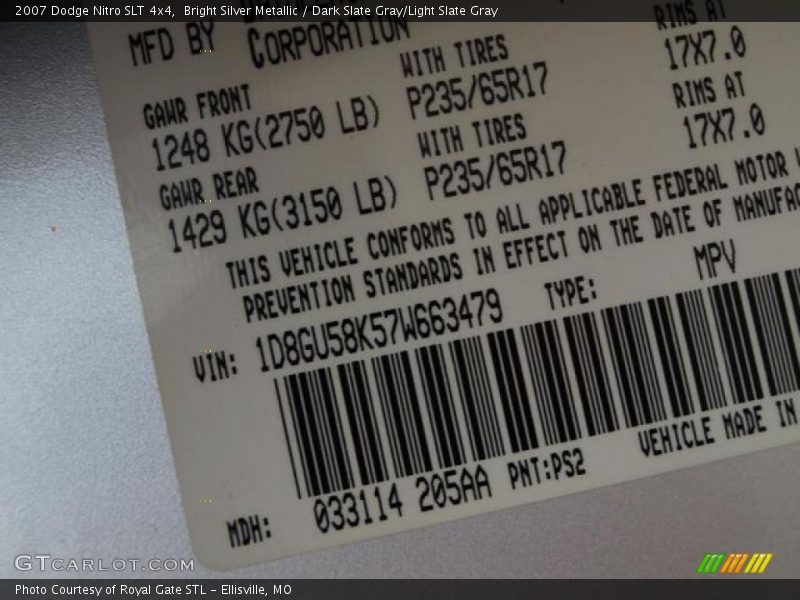 2007 Dodge Nitro SLT 4x4,  Bright Silver Metallic / Dark Slate Gray/Light Slate Gray
MFD BY CORPORATION
GAWR FRONT WITH TIRES RIMS AT
1248 KG(2750 LB) P235/65R17 17X7.0
GAWR REAR WITH TIRES RIMS AT
1429 KG(3150 LB) P235/65R17 17X7.0
THIS VEHICLE CONFORMS TO ALL APPLICABLE FEDERAL MOTOR
PREVENTION STANDARDS IN EFFECT ON THE DATE OF MANUFAC
VIN: 1D8GU58K57W663479 TYPE: MPV
VEHICLE MADE IN
MDH: 033114 205AA PNT:PS2
GTCARLOT.COM
Photo Courtesy of Royal Gate STL – Ellisville, MO